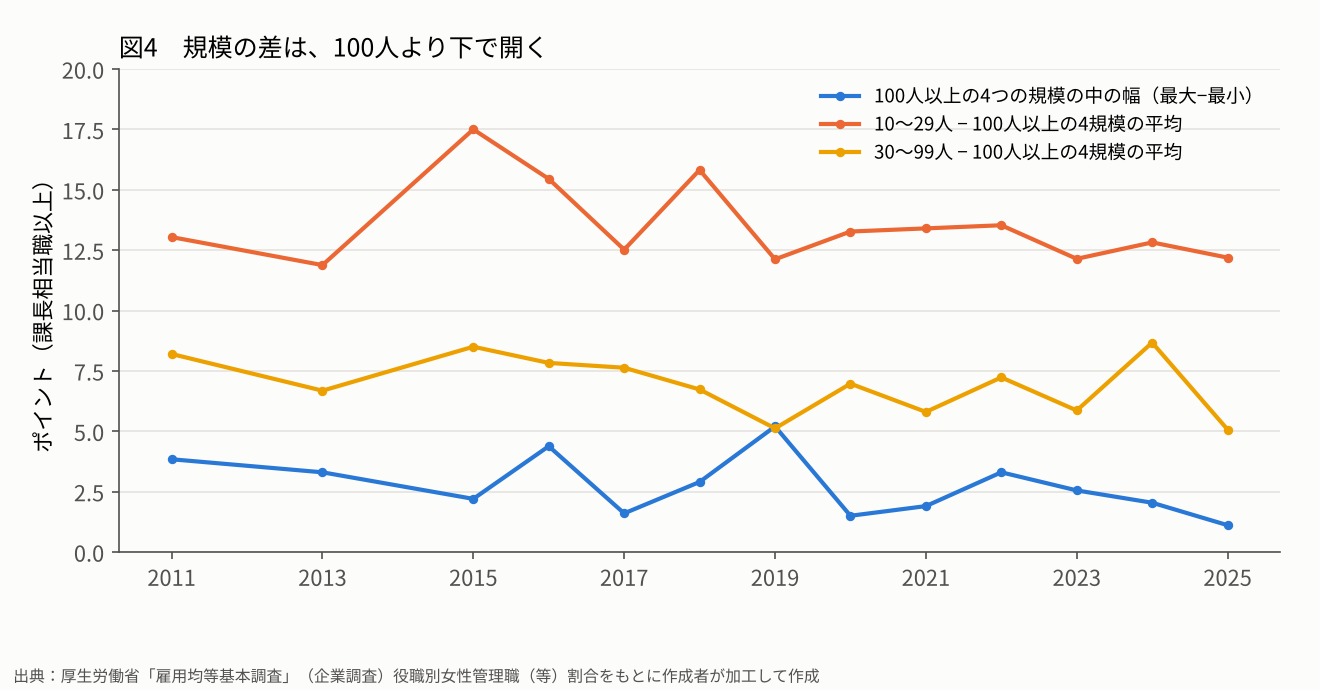 図4　規模の差は、100人より下で開く
20.0
17.5
15.0
12.5
10.0
7.5
5.0
2.5
0.0
ポイント（課長相当職以上）
100人以上の4つの規模の中の幅（最大−最小）
10〜29人 − 100人以上の4規模の平均
30〜99人 − 100人以上の4規模の平均
2011 2013 2015 2017 2019 2021 2023 2025
出典：厚生労働省「雇用均等基本調査」（企業調査）役職別女性管理職（等）割合をもとに作成者が加工して作成